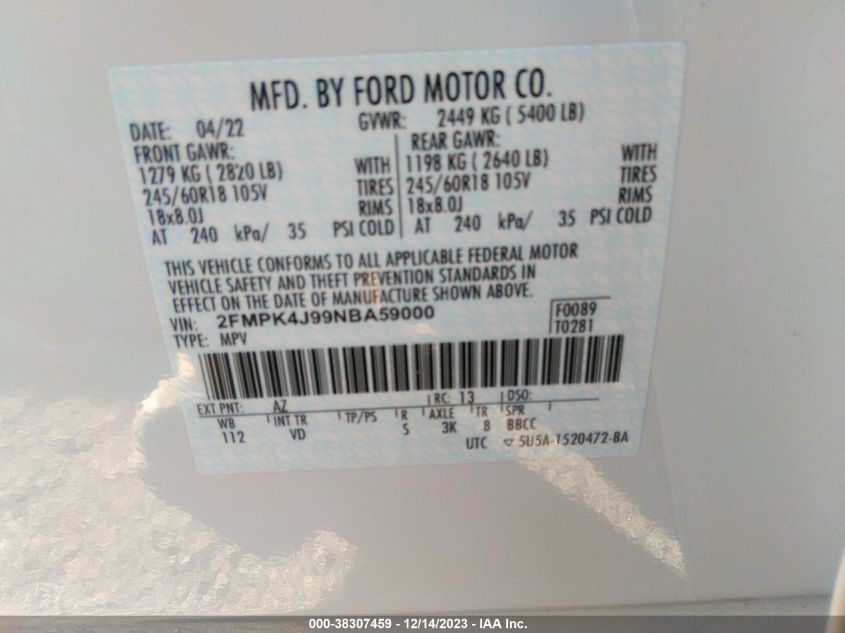 MFD. BY FORD MOTOR CO.
DATE: 04/22 GVWR: 2449 KG ( 5400 LB)
FRONT GAWR: REAR GAWR:
1279 KG ( 2820 LB) WITH 1198 KG ( 2640 LB) WITH
245/60R18 105V TIRES 245/60R18 105V TIRES
18x8.0J RIMS 18x8.0J RIMS
AT 240 kPa/ 35 PSI COLD AT 240 kPa/ 35 PSI COLD
THIS VEHICLE CONFORMS TO ALL APPLICABLE FEDERAL MOTOR
VEHICLE SAFETY AND THEFT PREVENTION STANDARDS IN
EFFECT ON THE DATE OF MANUFACTURE SHOWN ABOVE.
VIN: 2FMPK4J99NBA59000 F0089
TYPE: MPV T0281
EXT PNT: AZ RC: 13 DSO:
WB INT TR TP/PS R AXLE TR SPR
112 VD S 3K 8 BBCC
UTC 5U5A-1520472-BA
000-38307459 - 12/14/2023 - IAA Inc.